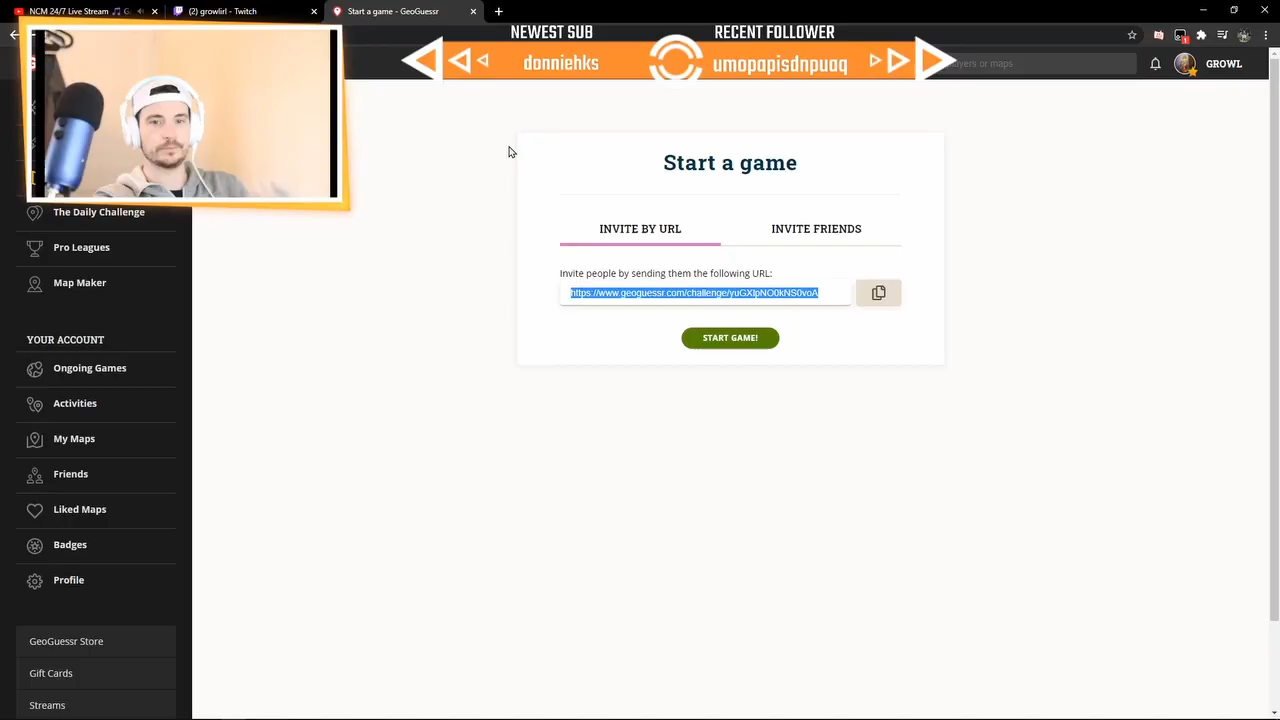 NCM 24/7 Live Stream
growlirl - Twitch
Start a game - GeoGuessr
NEWEST SUB
donniehks
RECENT FOLLOWER
umopapisdnpuaq
ayers or maps
GROWL
The Daily Challenge
Pro Leagues
Map Maker
YOUR ACCOUNT
Ongoing Games
Activities
My Maps
Friends
Liked Maps
Badges
Profile
GeoGuessr Store
Gift Cards
Streams
Start a game
INVITE BY URL
INVITE FRIENDS
Invite people by sending them the following URL:
https://www.geoguessr.com/challenge/yuGXlpNO0kNS0voA
START GAME!